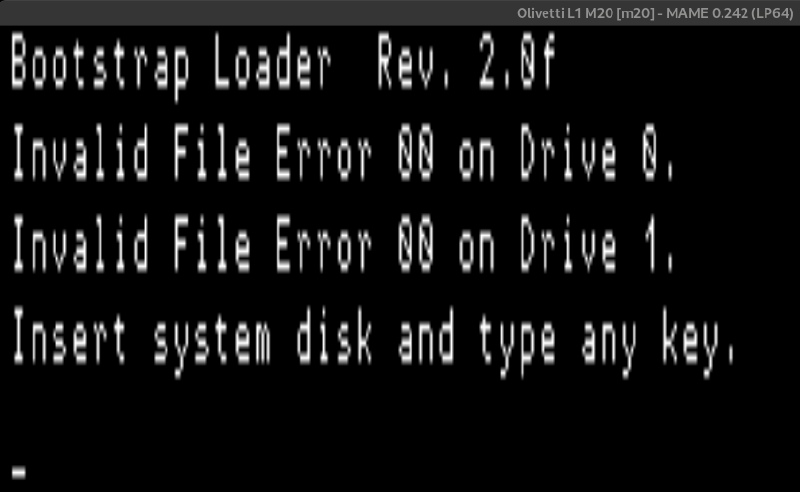 Olivetti L1 M20 [m20] - MAME 0.242 (LP64)
Bootstrap Loader  Rev. 2.0f
Invalid File Error 00 on Drive 0.
Invalid File Error 00 on Drive 1.
Insert system disk and type any key.